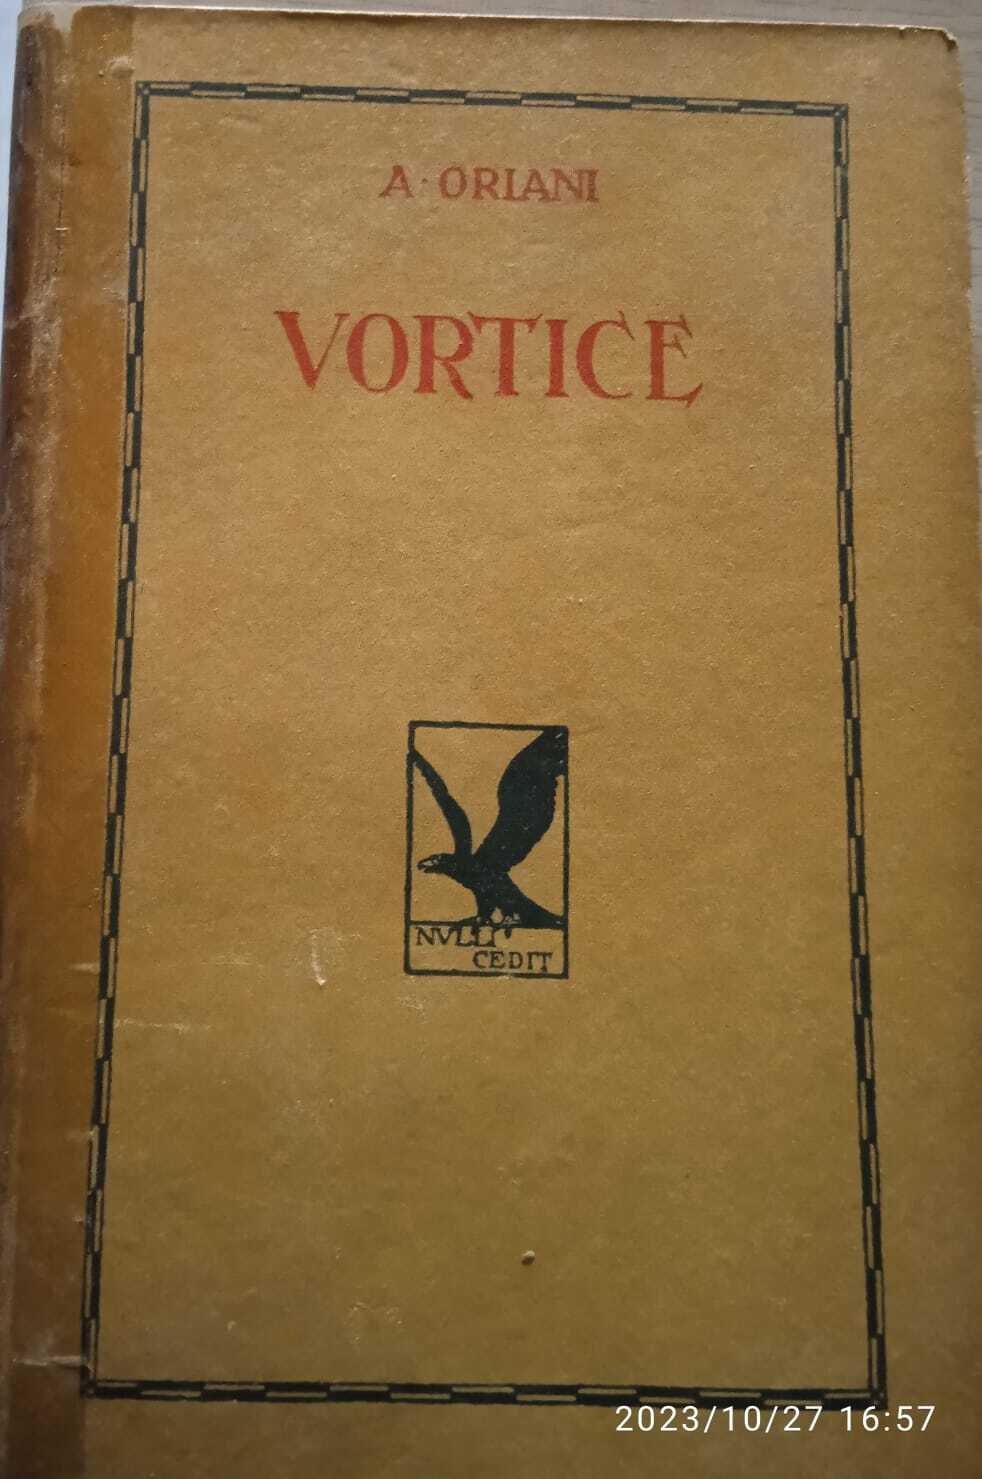 A·ORIANI
VORTICE
NVLLI
CEDIT
2023/10/27 16:57